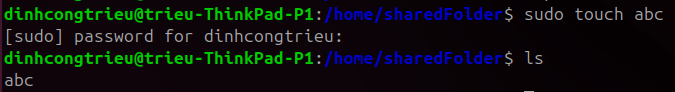 dinhcongtrieu@trieu-ThinkPad-P1:/home/sharedFolder$ sudo touch abc
[sudo] password for dinhcongtrieu:
dinhcongtrieu@trieu-ThinkPad-P1:/home/sharedFolder$ ls
abc